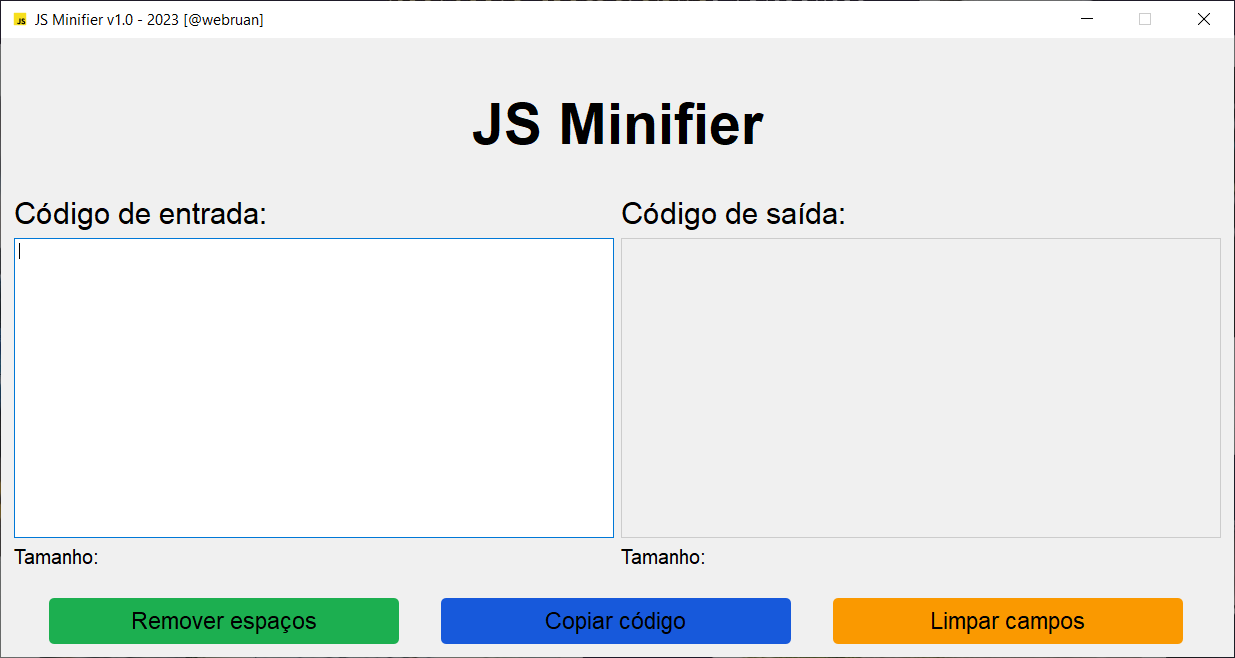 JS JS Minifier v1.0 - 2023 [@webruan]
JS Minifier
Código de entrada:
Código de saída:
Tamanho:
Tamanho:
Remover espaços
Copiar código
Limpar campos